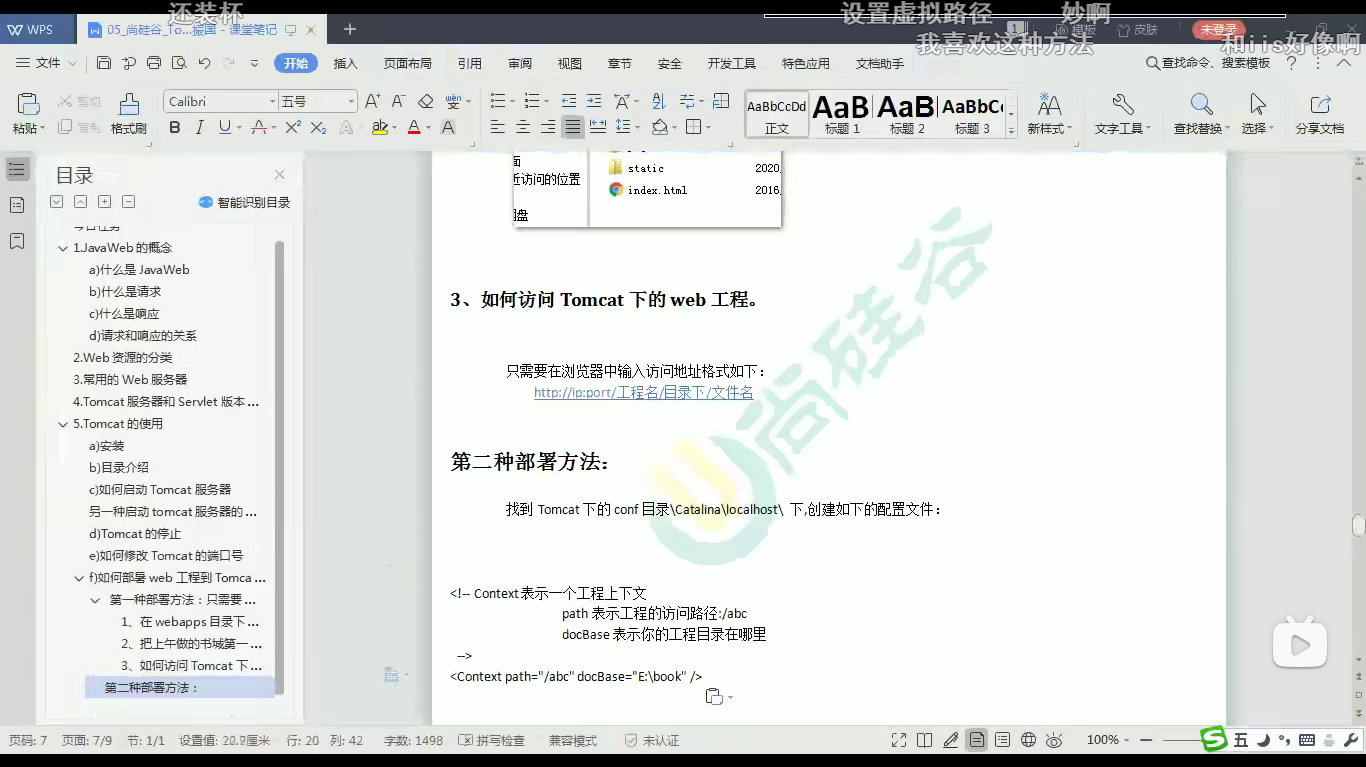 还装杯
设置虚拟路径
妙啊
我喜欢这种方法
和iis好像啊
WPS
05_尚硅谷_To...振国 - 课堂笔记
1
模板
皮肤
未登录
文件
开始
插入
页面布局
引用
审阅
视图
章节
安全
开发工具
特色应用
文档助手
查找命令、搜索模板
粘贴
剪切
复制
格式刷
Calibri
五号
AaBbCcDd
正文
AaB
标题 1
AaB
标题 2
AaBbC
标题 3
新样式
文字工具
查找替换
选择
分享文档
目录
智能识别目录
今日任务
1.JavaWeb 的概念
a)什么是 JavaWeb
b)什么是请求
c)什么是响应
d)请求和响应的关系
2.Web 资源的分类
3.常用的 Web 服务器
4.Tomcat 服务器和 Servlet 版本 ...
5.Tomcat 的使用
a)安装
b)目录介绍
c)如何启动 Tomcat 服务器
另一种启动 tomcat 服务器的 ...
d)Tomcat 的停止
e)如何修改 Tomcat 的端口号
f)如何部署 web 工程到 Tomca ...
第一种部署方法：只需要 ...
1、在 webapps 目录下 ...
2、把上午做的书城第一 ...
3、如何访问 Tomcat 下 ...
第二种部署方法：
面
近访问的位置
static
2020
index.html
2016
尚硅谷
3、如何访问 Tomcat 下的 web 工程。
只需要在浏览器中输入访问地址格式如下：
http://ip:port/工程名/目录下/文件名
第二种部署方法：
找到 Tomcat 下的 conf 目录\Catalina\localhost\ 下,创建如下的配置文件：
<!-- Context 表示一个工程上下文
path 表示工程的访问路径:/abc
docBase 表示你的工程目录在哪里
-->
<Context path="/abc" docBase="E:\book" />
页码: 7
页面: 7/9
节: 1/1
设置值: 20.7厘米
行: 20
列: 42
字数: 1498
拼写检查
兼容模式
未认证
100%
五